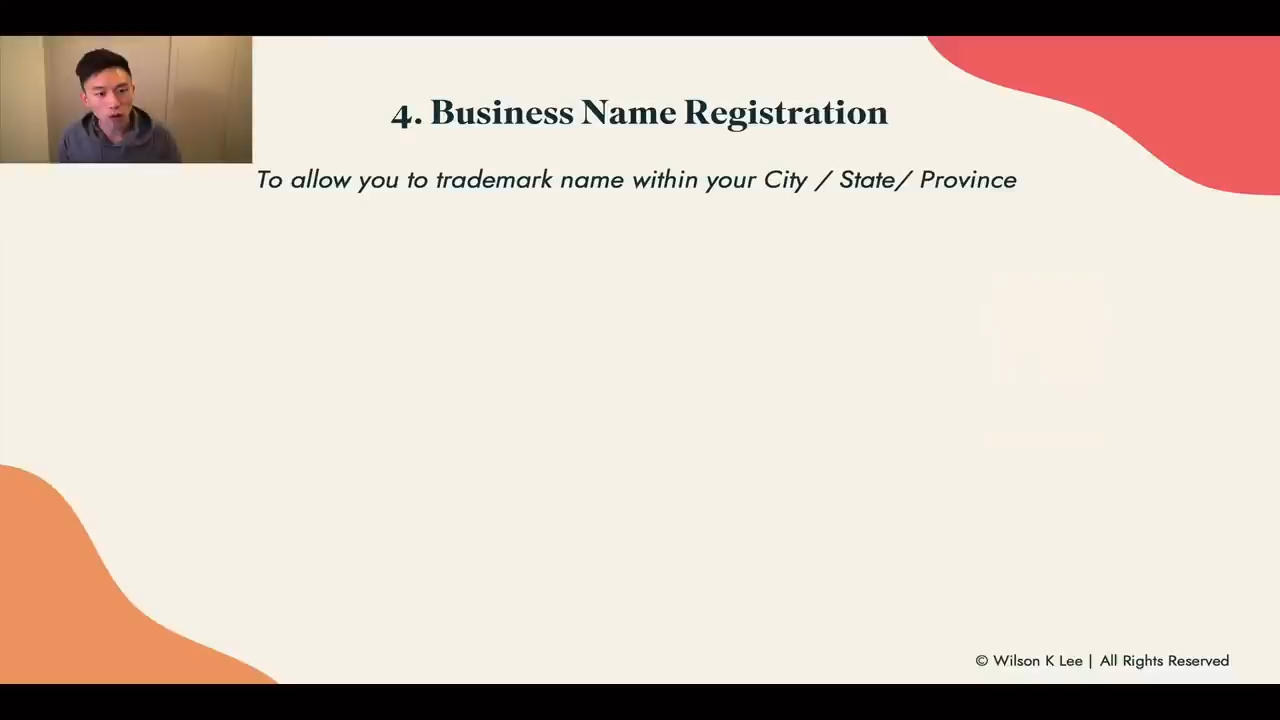 4. Business Name Registration
To allow you to trademark name within your City / State/ Province
© Wilson K Lee | All Rights Reserved